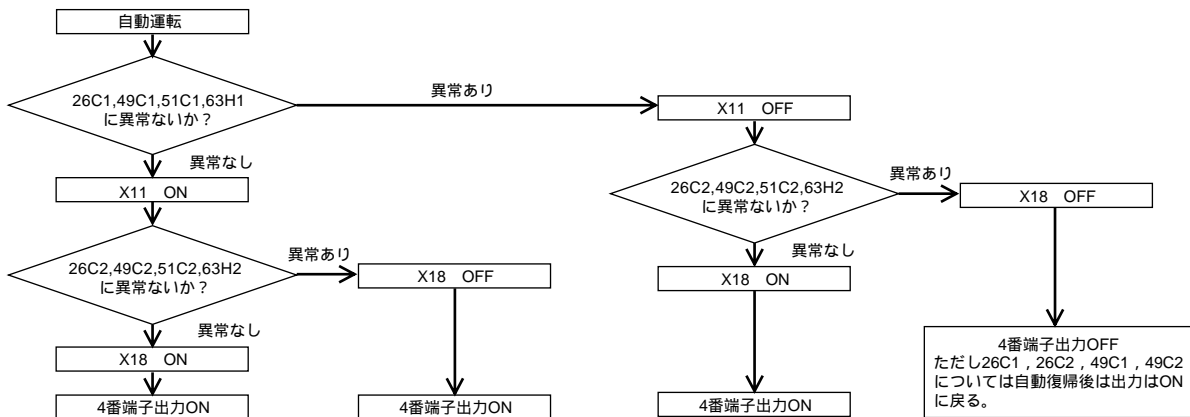 自動運転
26C1,49C1,51C1,63H1
に異常ないか？
異常あり
異常なし
X11　ON
26C2,49C2,51C2,63H2
に異常ないか？
異常あり
X18　OFF
異常なし
X18　ON
4番端子出力ON
4番端子出力ON
X11　OFF
26C2,49C2,51C2,63H2
に異常ないか？
異常あり
X18　OFF
異常なし
X18　ON
4番端子出力ON
4番端子出力OFF
ただし26C1，26C2，49C1，49C2
については自動復帰後は出力はON
に戻る。